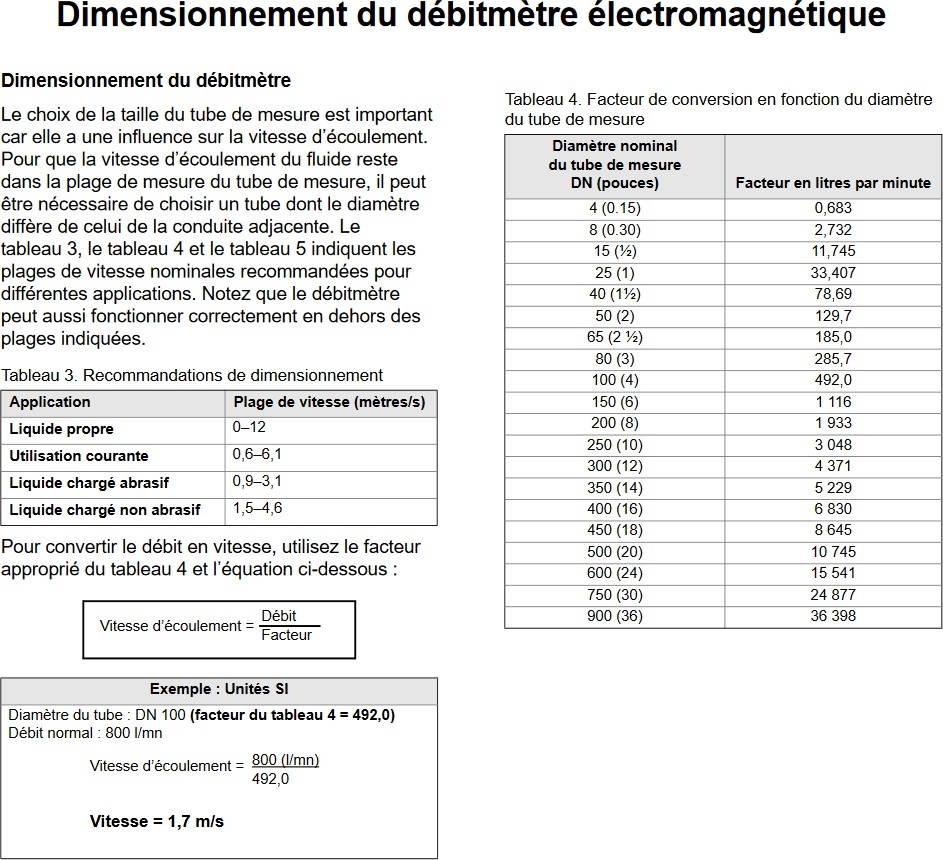 Dimensionnement du débitmètre électromagnétique
Dimensionnement du débitmètre
Le choix de la taille du tube de mesure est important
car elle a une influence sur la vitesse d’écoulement.
Pour que la vitesse d’écoulement du fluide reste
dans la plage de mesure du tube de mesure, il peut
être nécessaire de choisir un tube dont le diamètre
diffère de celui de la conduite adjacente. Le
tableau 3, le tableau 4 et le tableau 5 indiquent les
plages de vitesse nominales recommandées pour
différentes applications. Notez que le débitmètre
peut aussi fonctionner correctement en dehors des
plages indiquées.
Tableau 3. Recommandations de dimensionnement
Application Plage de vitesse (mètres/s)
Liquide propre 0–12
Utilisation courante 0,6–6,1
Liquide chargé abrasif 0,9–3,1
Liquide chargé non abrasif 1,5–4,6
Pour convertir le débit en vitesse, utilisez le facteur
approprié du tableau 4 et l’équation ci-dessous :
Vitesse d’écoulement = Débit
Facteur
Exemple : Unités SI
Diamètre du tube : DN 100 (facteur du tableau 4 = 492,0)
Débit normal : 800 l/mn
Vitesse d’écoulement = 800 (l/mn)
492,0
Vitesse = 1,7 m/s
Tableau 4. Facteur de conversion en fonction du diamètre
du tube de mesure
Diamètre nominal
du tube de mesure
DN (pouces) Facteur en litres par minute
4 (0.15) 0,683
8 (0.30) 2,732
15 (½) 11,745
25 (1) 33,407
40 (1½) 78,69
50 (2) 129,7
65 (2 ½) 185,0
80 (3) 285,7
100 (4) 492,0
150 (6) 1 116
200 (8) 1 933
250 (10) 3 048
300 (12) 4 371
350 (14) 5 229
400 (16) 6 830
450 (18) 8 645
500 (20) 10 745
600 (24) 15 541
750 (30) 24 877
900 (36) 36 398